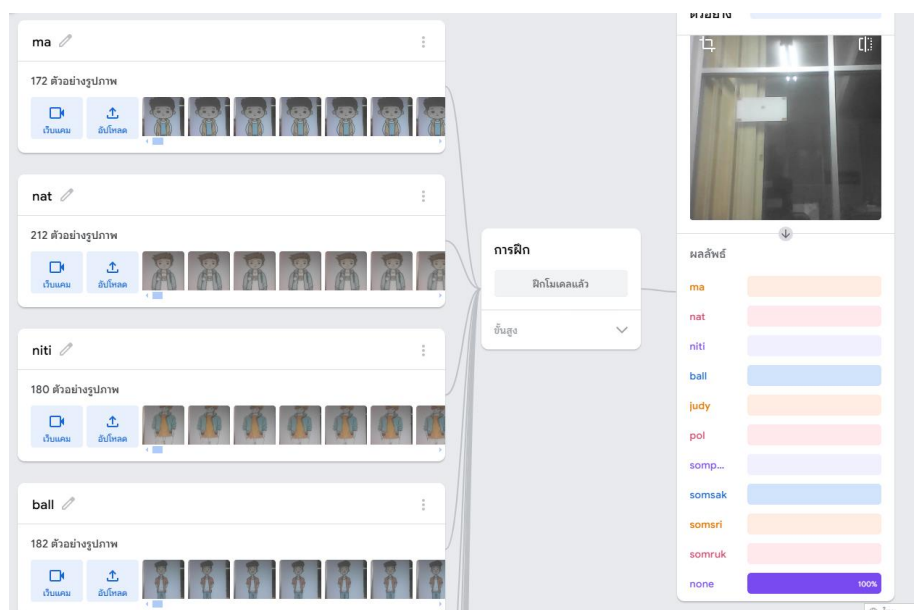 ma
172 ตัวอย่างรูปภาพ
เว็บแคม
อัปโหลด
nat
212 ตัวอย่างรูปภาพ
เว็บแคม
อัปโหลด
niti
180 ตัวอย่างรูปภาพ
เว็บแคม
อัปโหลด
ball
182 ตัวอย่างรูปภาพ
เว็บแคม
อัปโหลด
การฝึก
ฝึกโมเดลแล้ว
ขั้นสูง
ตัวอย่าง
ผลลัพธ์
ma
nat
niti
ball
judy
pol
somp...
somsak
somsri
somruk
none 100%